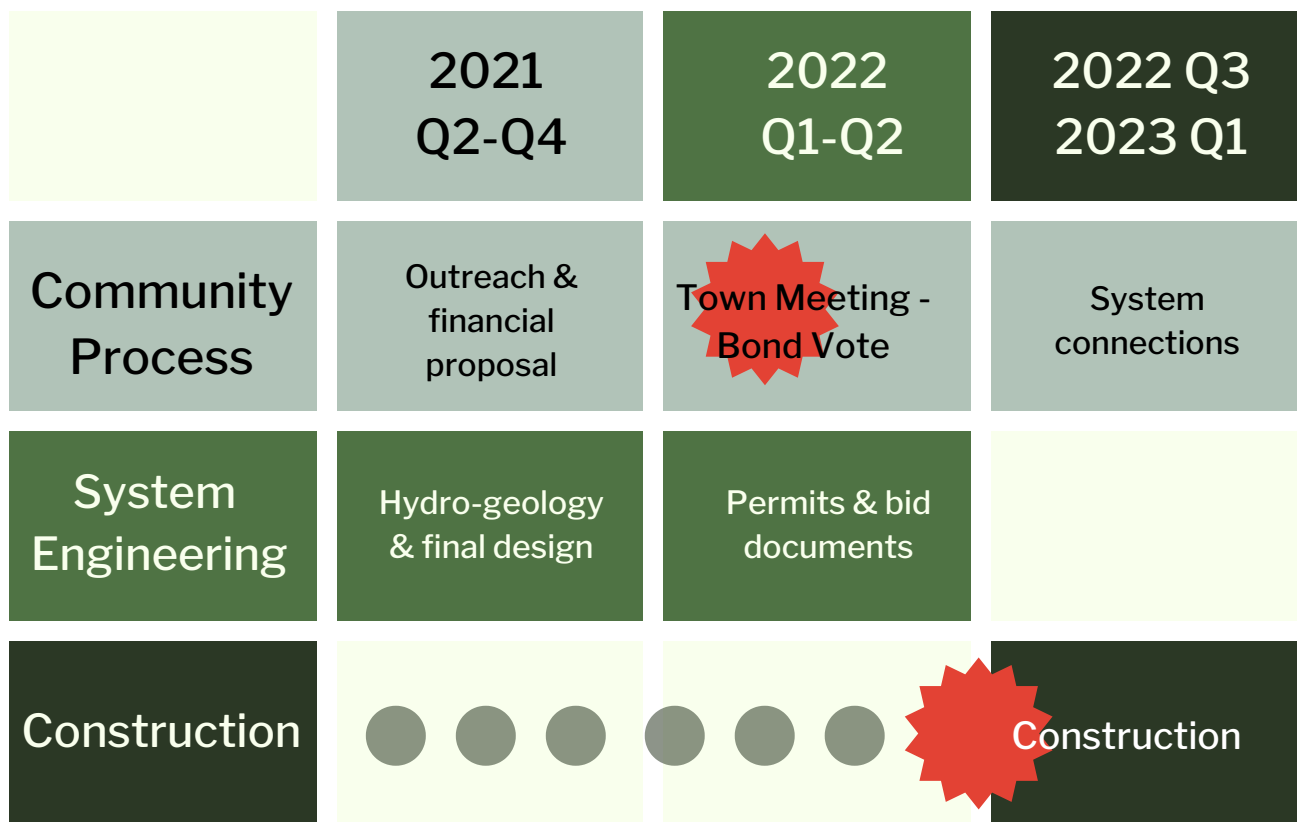 2021
Q2-Q4
2022
Q1-Q2
2022 Q3
2023 Q1
Community
Process
Outreach &
financial
proposal
Town Meeting -
Bond Vote
System
connections
System
Engineering
Hydro-geology
& final design
Permits & bid
documents
Construction
Construction